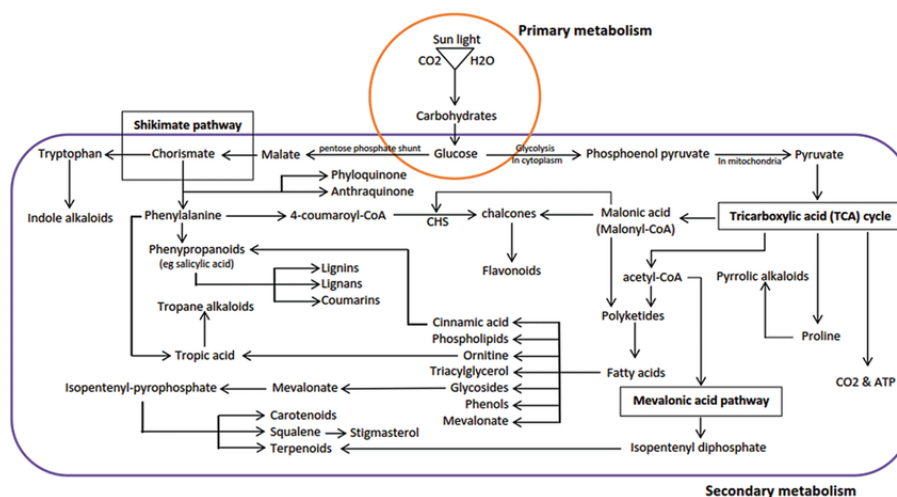 Primary metabolism
Sun light
CO2 H2O
Carbohydrates
Shikimate pathway
Tryptophan Chorismate Malate pentose phosphate shunt Glucose Glycolysis In cytoplasm Phosphoenol pyruvate In mitochondria Pyruvate
Phyloquinone
Anthraquinone
Indole alkaloids Phenylalanine 4-coumaroyl-CoA CHS chalcones Malonic acid Tricarboxylic acid (TCA) cycle
(Malonyl-CoA)
Phenypropanoids
(eg salicylic acid)
Flavonoids
Lignins
Lignans
Coumarins
acetyl-CoA Pyrrolic alkaloids
Tropane alkaloids
Polyketides
Cinnamic acid
Proline
Phospholipids
Tropic acid Ornitine
Triacylglycerol Fatty acids
CO2 & ATP
Isopentenyl-pyrophosphate Mevalonate Glycosides
Phenols Mevalonic acid pathway
Carotenoids Mevalonate
Squalene Stigmasterol
Terpenoids Isopentenyl diphosphate
Secondary metabolism